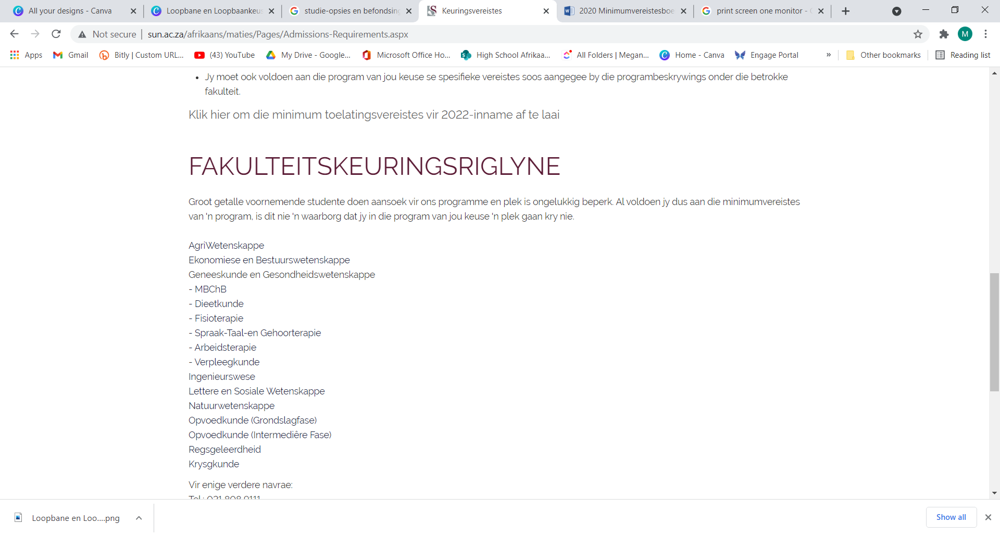 All your designs - Canva
Loopbane en Loopbaankeus
studie-opsies en befondsing
Keuringsvereistes
2020 Minimumvereistesboe
print screen one monitor -
Not secure | sun.ac.za/afrikaans/maties/Pages/Admissions-Requirements.aspx
M
Apps
Gmail
Bitly | Custom URL...
(43) YouTube
My Drive - Google...
Microsoft Office Ho...
High School Afrikaa...
All Folders | Megan...
Home - Canva
Engage Portal
»
Other bookmarks
Reading list
• Jy moet ook voldoen aan die program van jou keuse se spesifieke vereistes soos aangegee by die programbeskrywings onder die betrokke
fakulteit.
Klik hier om die minimum toelatingsvereistes vir 2022-inname af te laai
FAKULTEITSKEURINGSRIGLYNE
Groot getalle voornemende studente doen aansoek vir ons programme en plek is ongelukkig beperk. Al voldoen jy dus aan die minimumvereistes
van 'n program, is dit nie 'n waarborg dat jy in die program van jou keuse 'n plek gaan kry nie.
AgriWetenskappe
Ekonomiese en Bestuurswetenskappe
Geneeskunde en Gesondheidswetenskappe
- MBChB
- Dieetkunde
- Fisioterapie
- Spraak-Taal-en Gehoorterapie
- Arbeidsterapie
- Verpleegkunde
Ingenieurswese
Lettere en Sosiale Wetenskappe
Natuurwetenskappe
Opvoedkunde (Grondslagfase)
Opvoedkunde (Intermediêre Fase)
Regsgeleerdheid
Krysgkunde
Vir enige verdere navrae:
Tel.: 021 808 9111
Loopbane en Loo....png
Show all